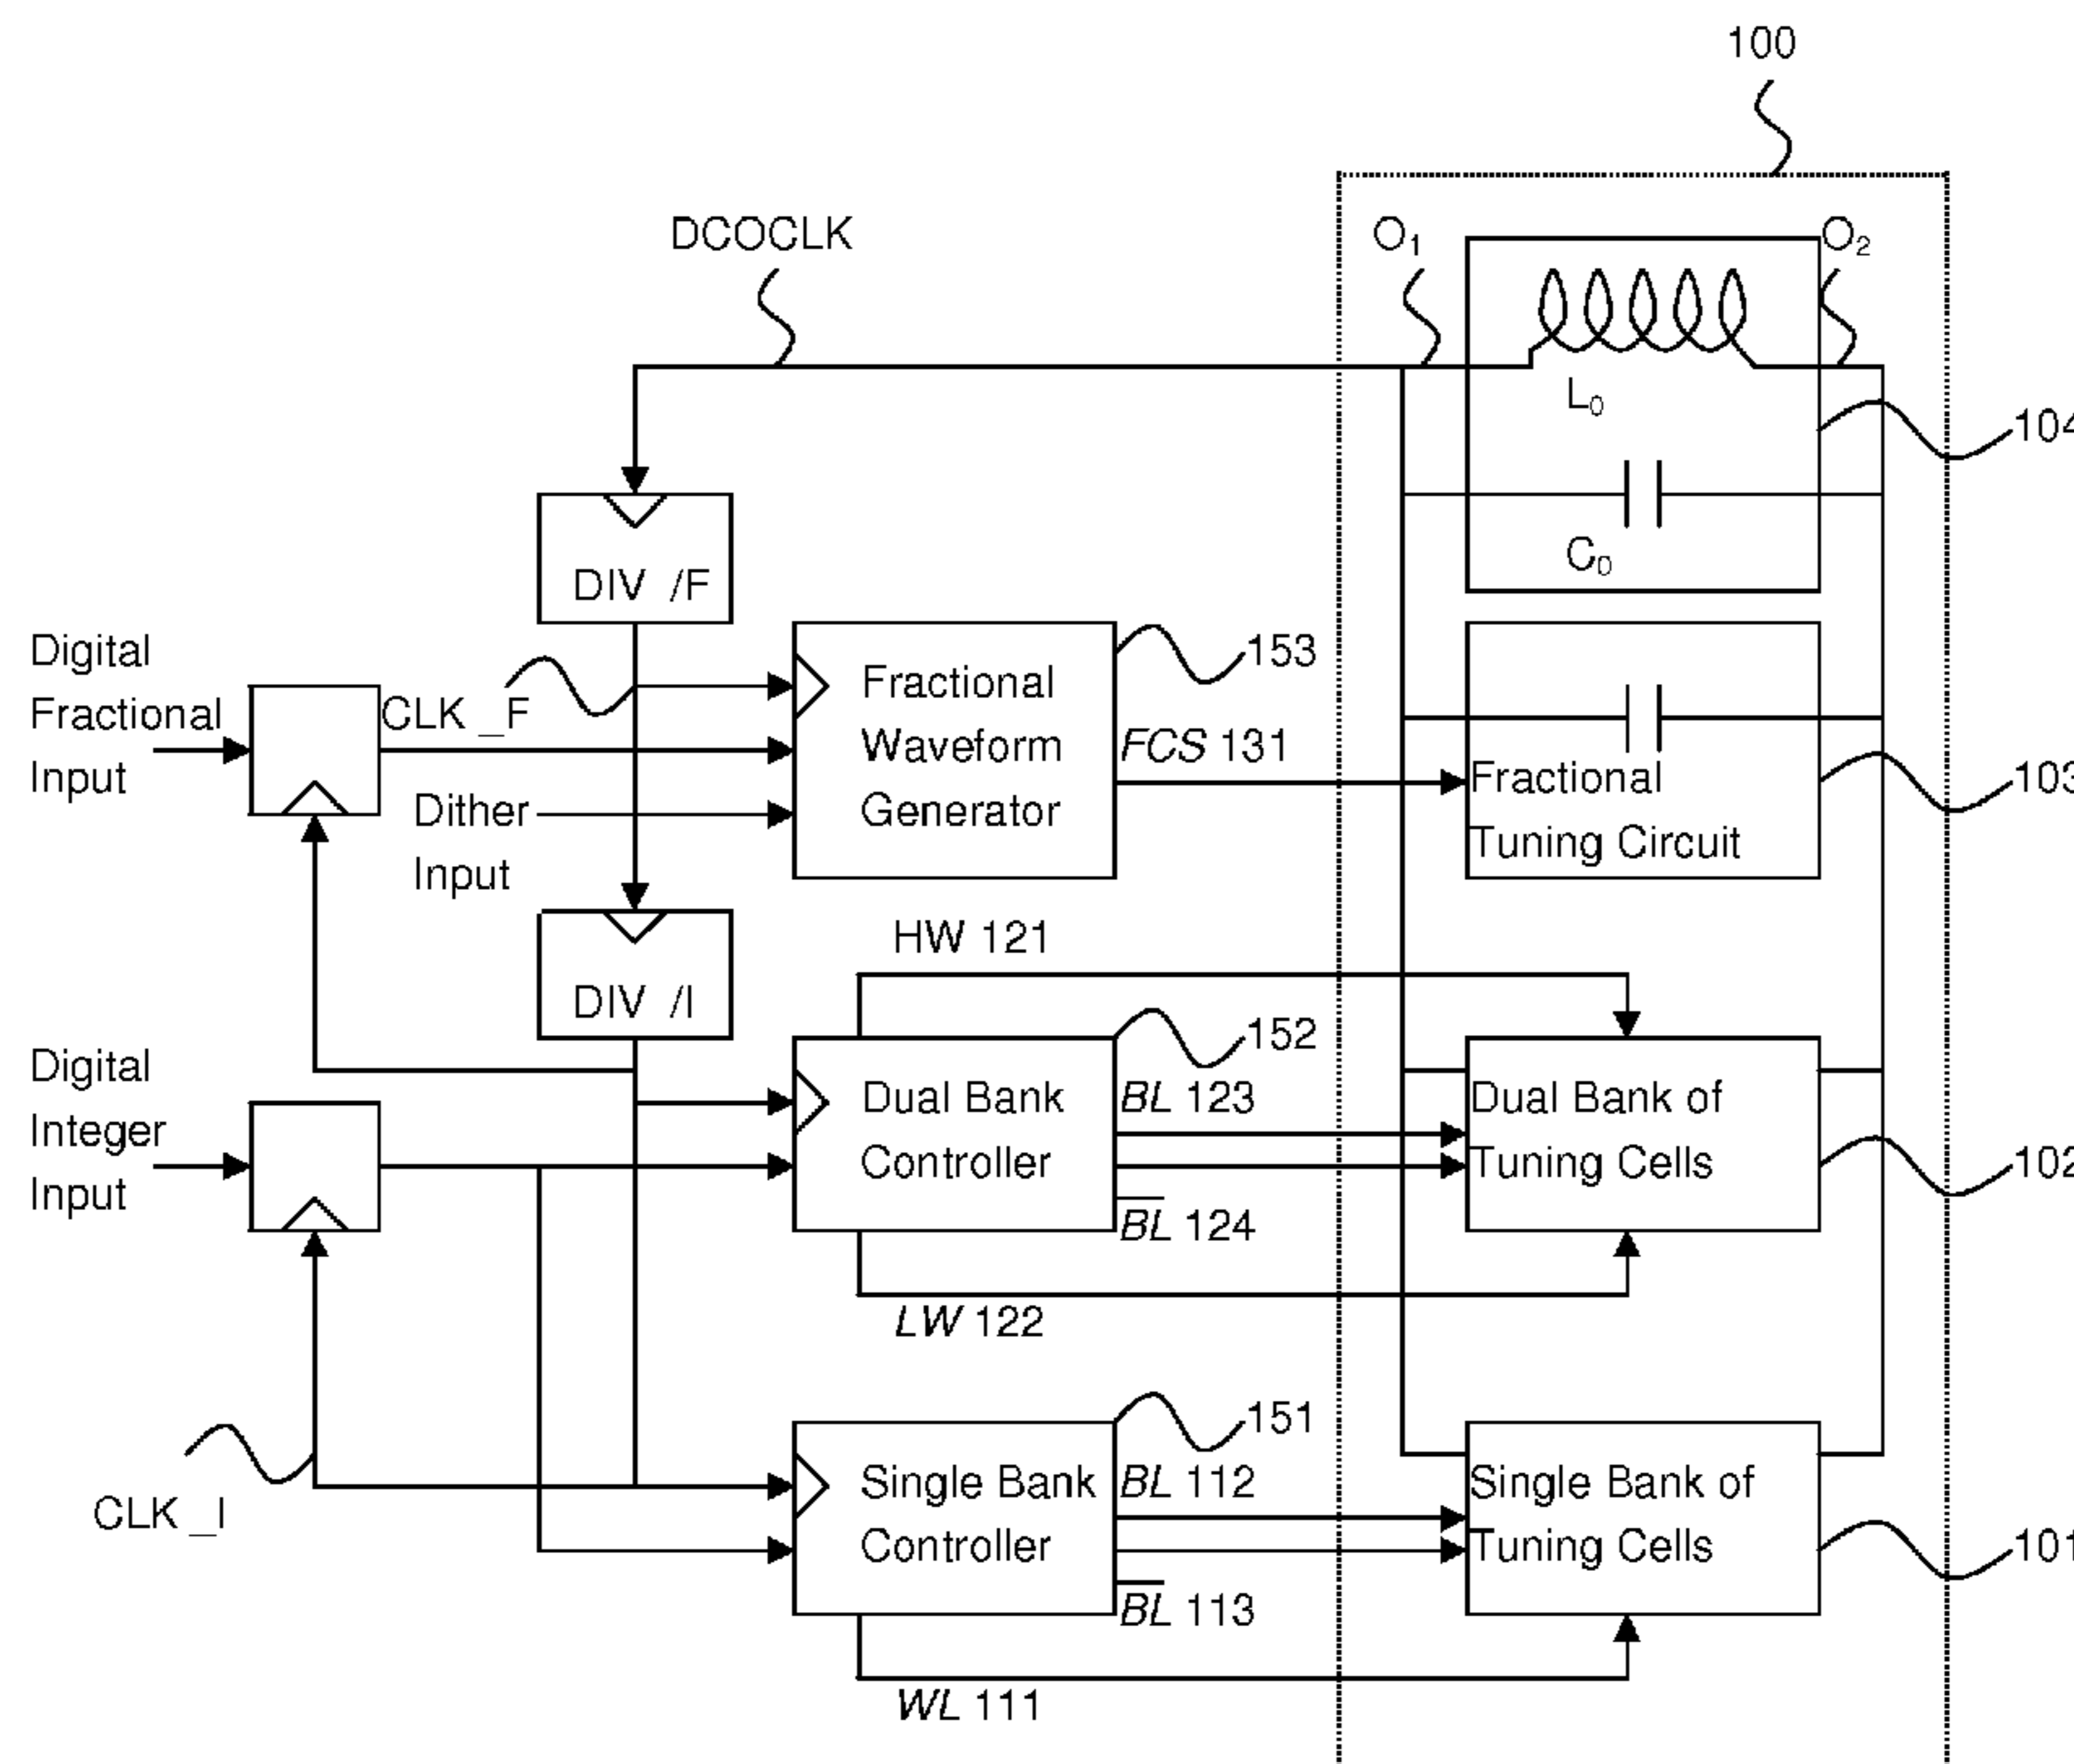 100
DCOCLK
O1
O2
L0
104
C0
DIV /F
Digital
Fractional
Input
CLK _F
Fractional
Waveform
Generator
153
FCS 131
Fractional
Tuning Circuit
103
Dither
Input
DIV /I
HW 121
152
Digital
Integer
Input
Dual Bank
Controller
BL 123
BL 124
Dual Bank of
Tuning Cells
102
LW 122
151
CLK _I
Single Bank
Controller
BL 112
BL 113
Single Bank of
Tuning Cells
101
WL 111